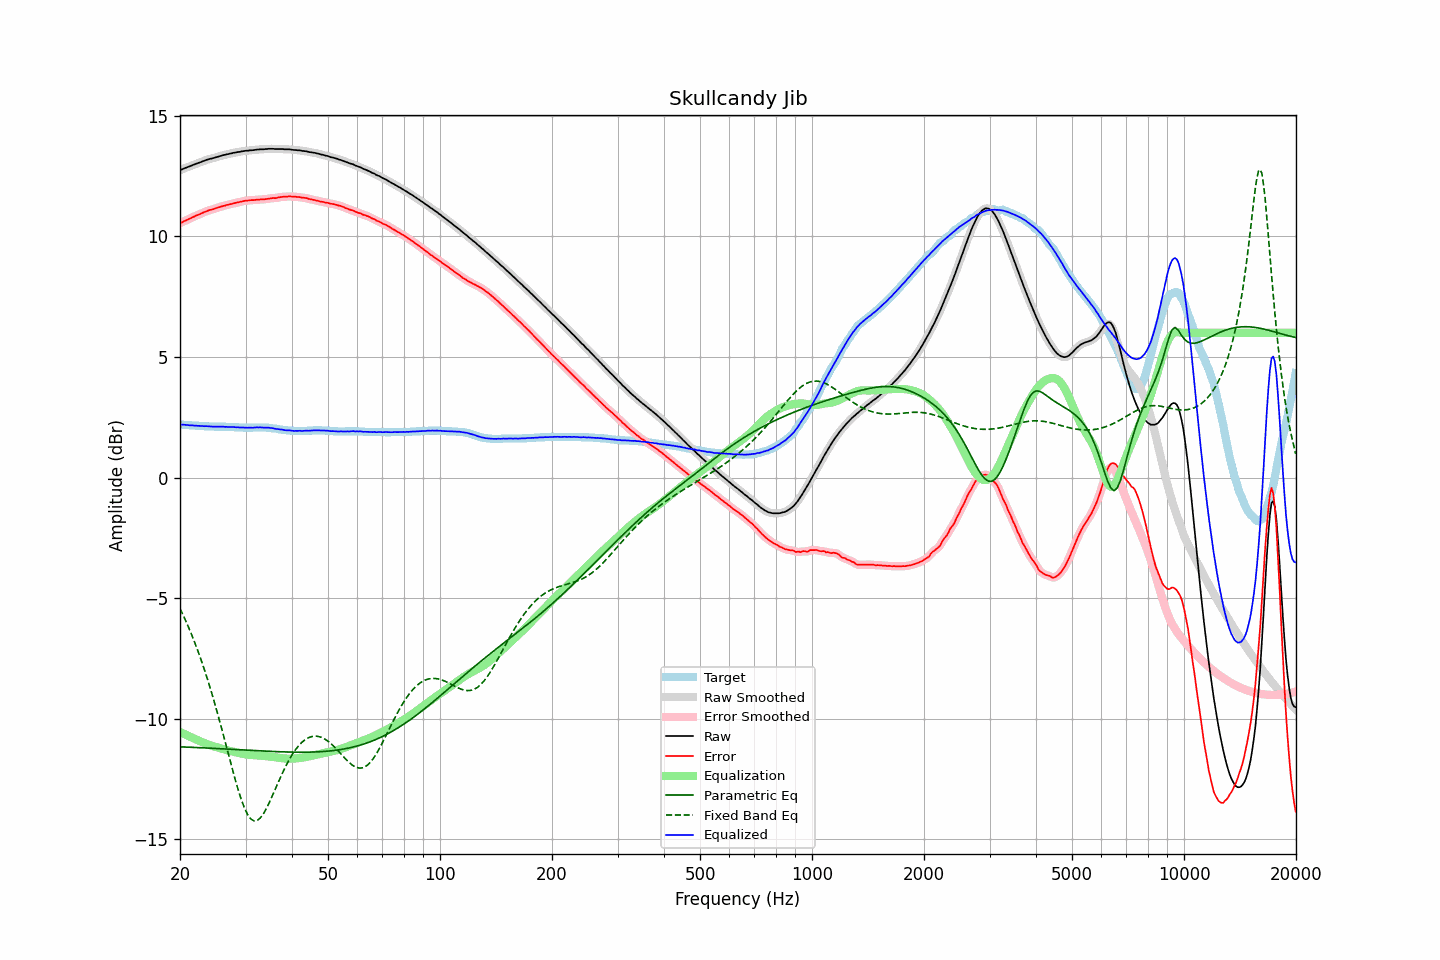 Skullcandy Jib
Amplitude (dBr)
15
10
5
0
−5
−10
−15
20
50
100
200
500
1000
2000
5000
10000
20000
Frequency (Hz)
Target
Raw Smoothed
Error Smoothed
Raw
Error
Equalization
Parametric Eq
Fixed Band Eq
Equalized